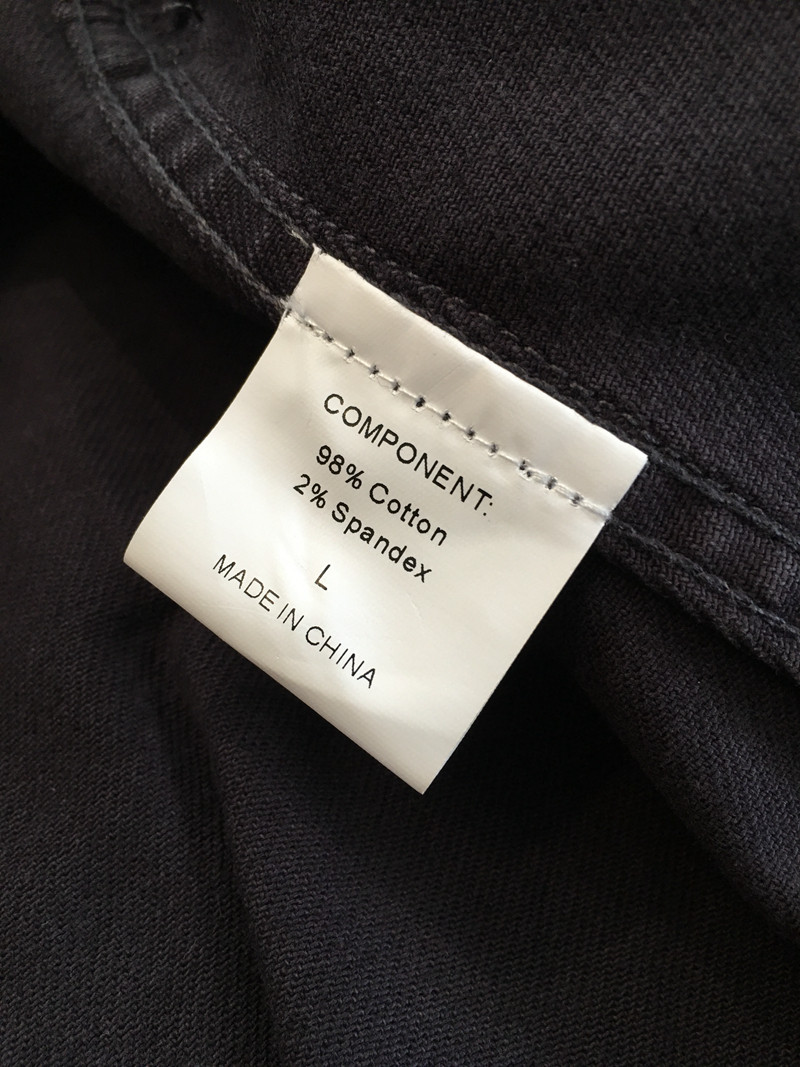 COMPONENT:
98% Cotton
2% Spandex
L
MADE IN CHINA